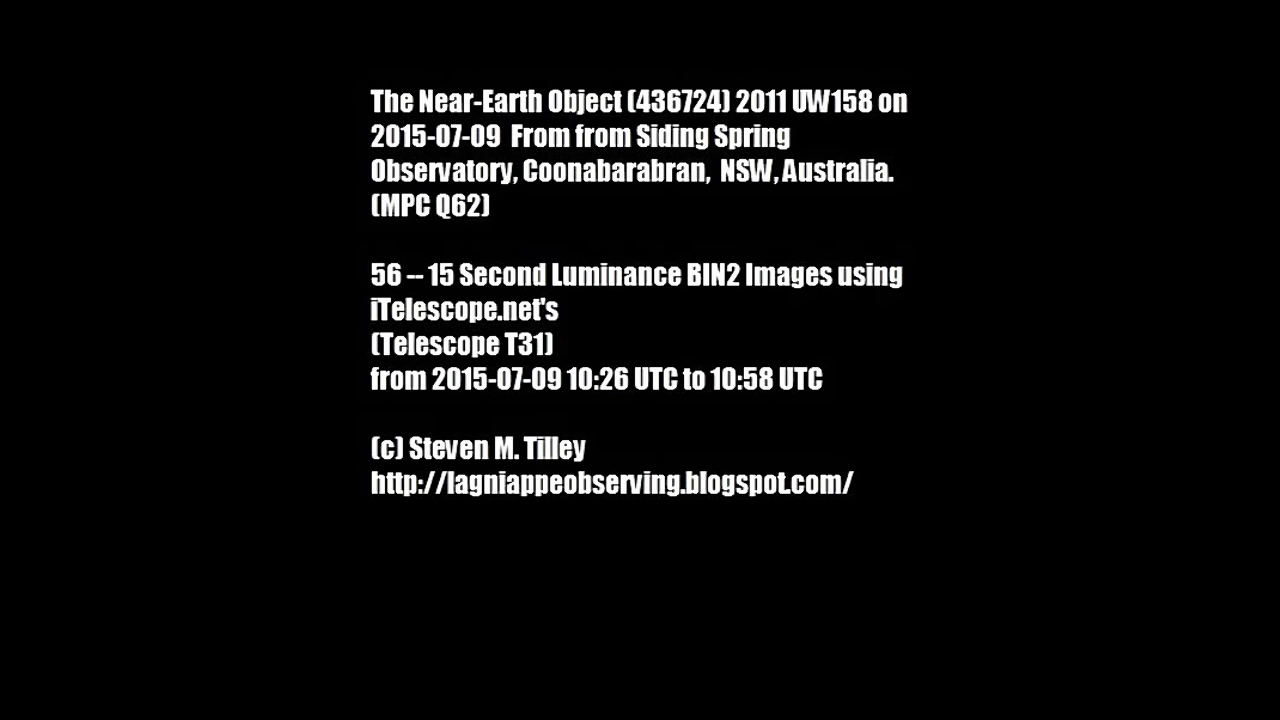 The Near-Earth Object (436724) 2011 UW158 on
2015-07-09 From from Siding Spring
Observatory, Coonabarabran, NSW, Australia.
(MPC Q62)
56 -- 15 Second Luminance BIN2 Images using
iTelescope.net's
(Telescope T31)
from 2015-07-09 10:26 UTC to 10:58 UTC
(c) Steven M. Tilley
http://lagniappeobserving.blogspot.com/